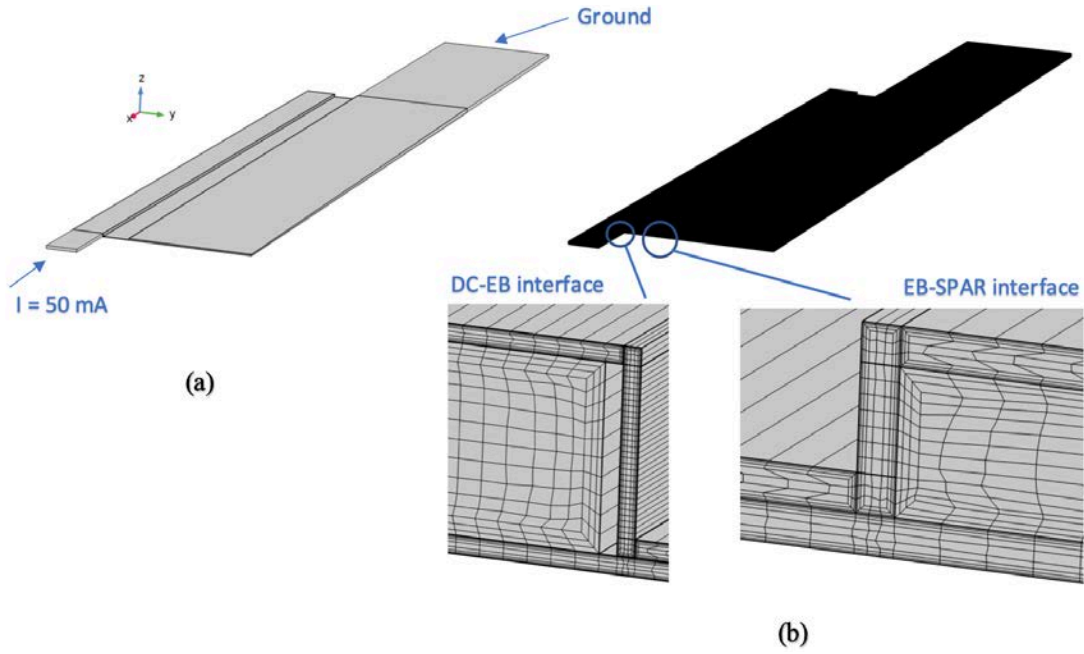 Ground
z
y
x
I = 50 mA
DC-EB interface
EB-SPAR interface
(a)
(b)